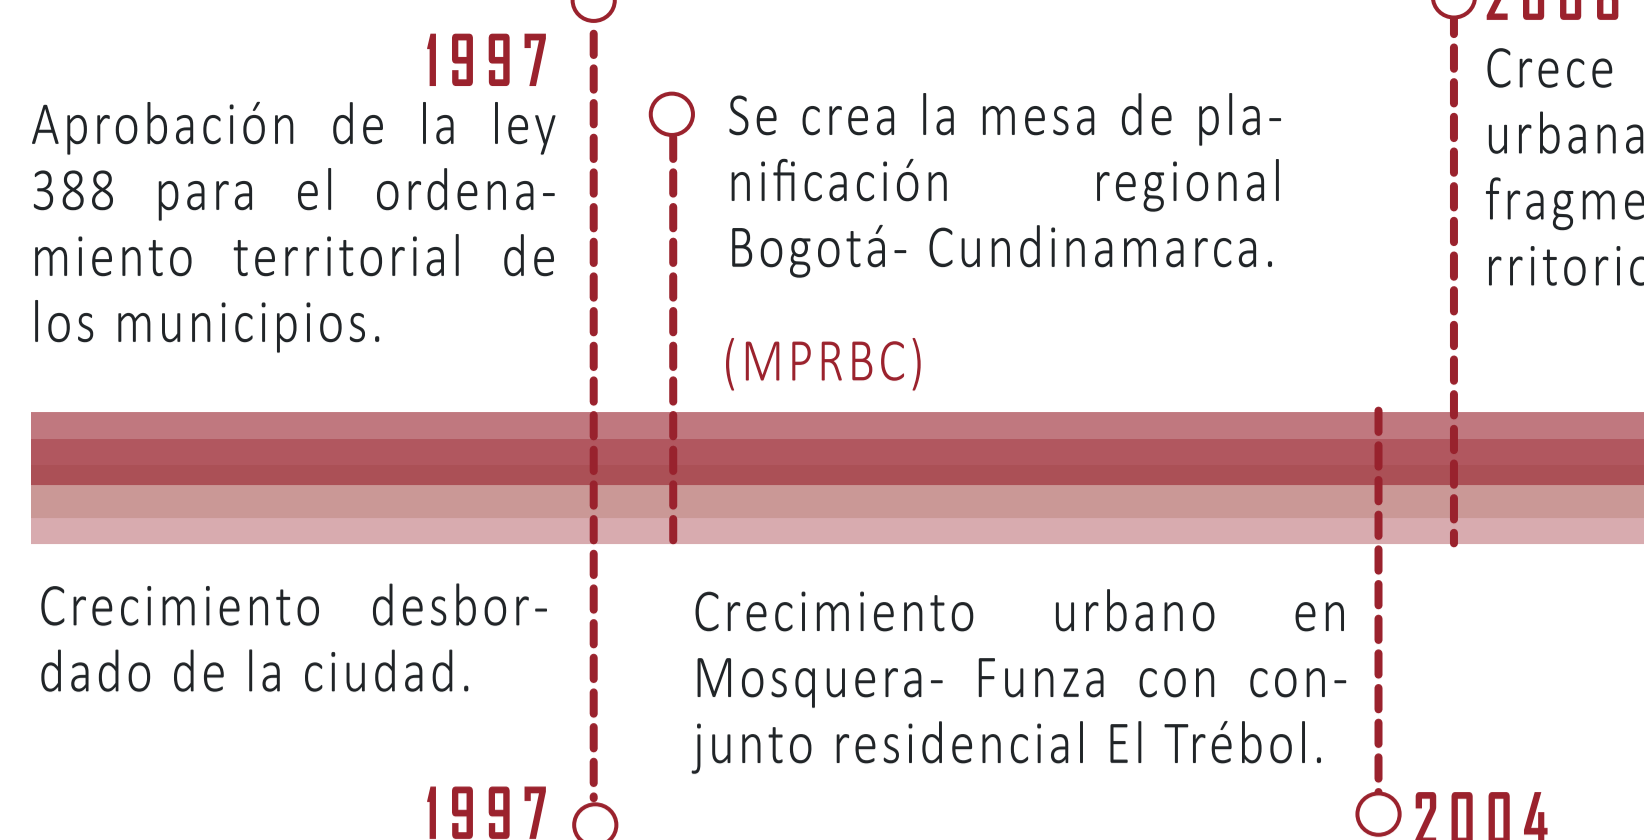 1997
Aprobación de la ley
388 para el ordena-
miento territorial de
los municipios.
Se crea la mesa de pla-
nificación regional
Bogotá- Cundinamarca.
(MPRBC)
Crece
urbana
fragme
rritorio
Crecimiento desbor-
dado de la ciudad.
1997
Crecimiento urbano en
Mosquera- Funza con con-
junto residencial El Trébol.
2004